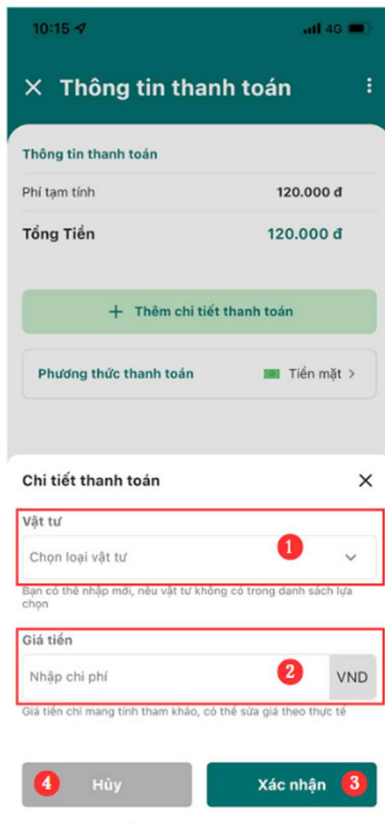 10:15
4G
Thông tin thanh toán
Thông tin thanh toán
Phí tạm tính 120.000 đ
Tổng Tiền 120.000 đ
+ Thêm chi tiết thanh toán
Phương thức thanh toán Tiền mặt >
Chi tiết thanh toán
Vật tư
Chọn loại vật tư 1
Bạn có thể nhập mới, nếu vật tư không có trong danh sách lựa
chọn
Giá tiền
Nhập chi phí 2 VND
Giá tiền chỉ mang tính tham khảo, có thể sửa giá theo thực tế
4 Hủy
Xác nhận 3